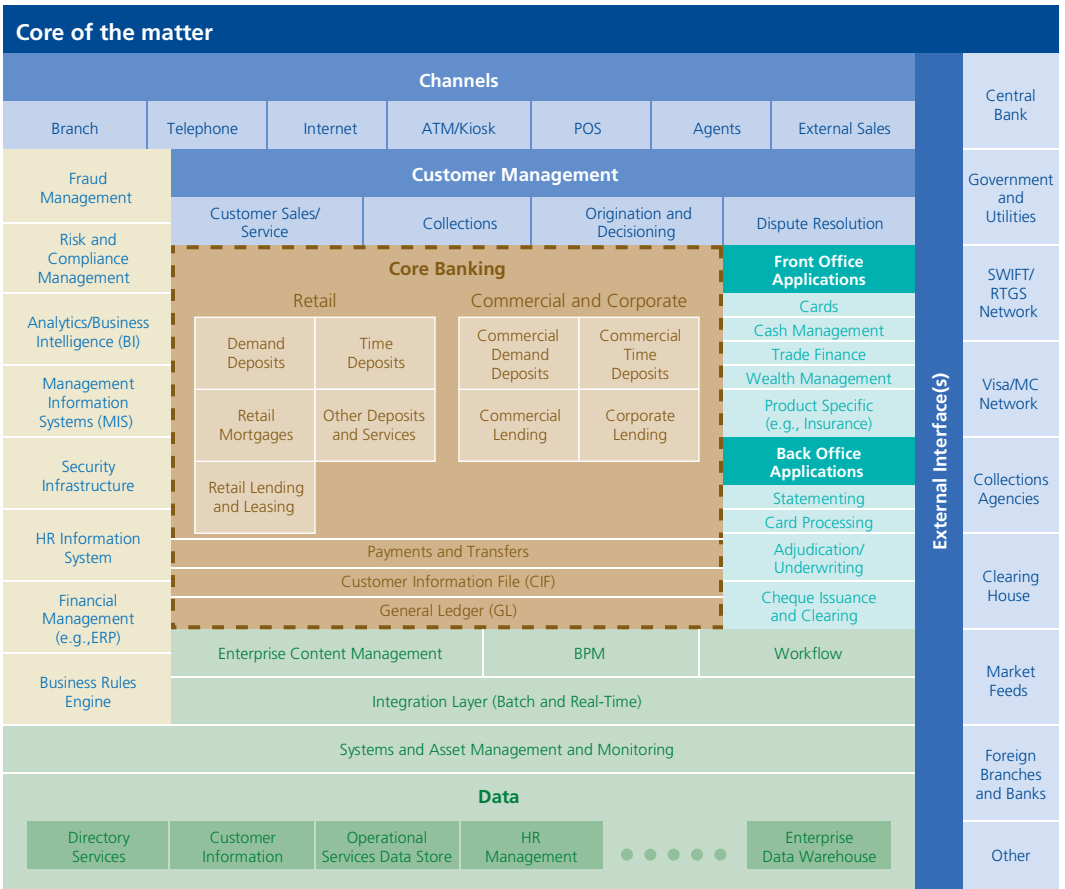 Core of the matter
Channels
Branch
Telephone
Internet
ATM/Kiosk
POS
Agents
External Sales
Fraud
Management
Risk and
Compliance
Management
Analytics/Business
Intelligence (BI)
Management
Information
Systems (MIS)
Security
Infrastructure
HR Information
System
Financial
Management
(e.g.,ERP)
Business Rules
Engine
Customer Management
Customer Sales/
Service
Collections
Origination and
Decisioning
Dispute Resolution
Core Banking
Retail
Demand
Deposits
Time
Deposits
Retail
Mortgages
Other Deposits
and Services
Retail Lending
and Leasing
Commercial and Corporate
Commercial
Demand
Deposits
Commercial
Time
Deposits
Commercial
Lending
Corporate
Lending
Payments and Transfers
Customer Information File (CIF)
General Ledger (GL)
Front Office
Applications
Cards
Cash Management
Trade Finance
Wealth Management
Product Specific
(e.g., Insurance)
Back Office
Applications
Statementing
Card Processing
Adjudication/
Underwriting
Cheque Issuance
and Clearing
Enterprise Content Management
BPM
Workflow
Integration Layer (Batch and Real-Time)
Systems and Asset Management and Monitoring
Data
Directory
Services
Customer
Information
Operational
Services Data Store
HR
Management
Enterprise
Data Warehouse
External Interface(s)
Central
Bank
Government
and
Utilities
SWIFT/
RTGS
Network
Visa/MC
Network
Collections
Agencies
Clearing
House
Market
Feeds
Foreign
Branches
and Banks
Other